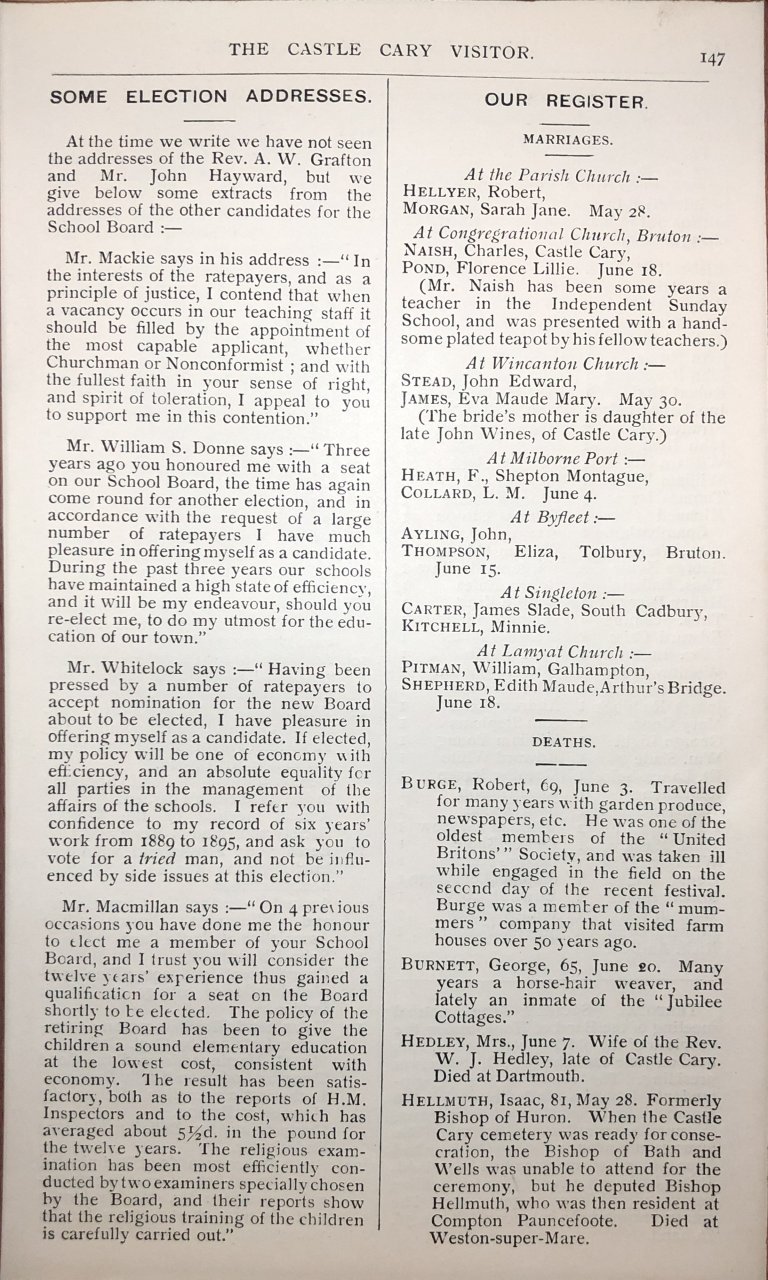 THE CASTLE CARY VISITOR.
147
SOME ELECTION ADDRESSES.
At the time we write we have not seen
the addresses of the Rev. A. W. Grafton
and Mr. John Hayward, but we
give below some extracts from the
addresses of the other candidates for the
School Board :—
Mr. Mackie says in his address :—“ In
the interests of the ratepayers, and as a
principle of justice, I contend that when
a vacancy occurs in our teaching staff it
should be filled by the appointment of
the most capable applicant, whether
Churchman or Nonconformist ; and with
the fullest faith in your sense of right,
and spirit of toleration, I appeal to you
to support me in this contention.”
Mr. William S. Donne says :—“ Three
years ago you honoured me with a seat
on our School Board, the time has again
come round for another election, and in
accordance with the request of a large
number of ratepayers I have much
pleasure in offering myself as a candidate.
During the past three years our schools
have maintained a high state of efficiency,
and it will be my endeavour, should you
re-elect me, to do my utmost for the edu-
cation of our town.”
Mr. Whitelock says :—“ Having been
pressed by a number of ratepayers to
accept nomination for the new Board
about to be elected, I have pleasure in
offering myself as a candidate. If elected,
my policy will be one of economy with
efficiency, and an absolute equality for
all parties in the management of the
affairs of the schools. I refer you with
confidence to my record of six years’
work from 1889 to 1895, and ask you to
vote for a tried man, and not be influ-
enced by side issues at this election.”
Mr. Macmillan says :—“ On 4 previous
occasions you have done me the honour
to elect me a member of your School
Board, and I trust you will consider the
twelve years’ experience thus gained a
qualification for a seat on the Board
shortly to be elected. The policy of the
retiring Board has been to give the
children a sound elementary education
at the lowest cost, consistent with
economy. The result has been satis-
factory, both as to the reports of H.M.
Inspectors and to the cost, which has
averaged about 5½d. in the pound for
the twelve years. The religious exam-
ination has been most efficiently con-
ducted by two examiners specially chosen
by the Board, and their reports show
that the religious training of the children
is carefully carried out.”
OUR REGISTER.
MARRIAGES.
At the Parish Church :—
HELLYER, Robert,
MORGAN, Sarah Jane. May 28.
At Congregational Church, Bruton :—
NAISH, Charles, Castle Cary,
POND, Florence Lillie. June 18.
(Mr. Naish has been some years a
teacher in the Independent Sunday
School, and was presented with a hand-
some plated teapot by his fellow teachers.)
At Wincanton Church :—
STEAD, John Edward,
JAMES, Eva Maude Mary. May 30.
(The bride’s mother is daughter of the
late John Wines, of Castle Cary.)
At Milborne Port :—
HEATH, F., Shepton Montague,
COLLARD, L. M. June 4.
At Byfleet :—
AYLING, John,
THOMPSON, Eliza, Tolbury, Bruton.
June 15.
At Singleton :—
CARTER, James Slade, South Cadbury,
KITCHELL, Minnie.
At Lamyat Church :—
PITMAN, William, Galhampton,
SHEPHERD, Edith Maude, Arthur’s Bridge.
June 18.
DEATHS.
BURGE, Robert, 69, June 3. Travelled
for many years with garden produce,
newspapers, etc. He was one of the
oldest members of the “ United
Britons’ ” Society, and was taken ill
while engaged in the field on the
second day of the recent festival.
Burge was a member of the “ mum-
mers ” company that visited farm
houses over 50 years ago.
BURNETT, George, 65, June 20. Many
years a horse-hair weaver, and
lately an inmate of the “ Jubilee
Cottages.”
HEDLEY, Mrs., June 7. Wife of the Rev.
W. J. Hedley, late of Castle Cary.
Died at Dartmouth.
HELLMUTH, Isaac, 81, May 28. Formerly
Bishop of Huron. When the Castle
Cary cemetery was ready for conse-
cration, the Bishop of Bath and
Wells was unable to attend for the
ceremony, but he deputed Bishop
Hellmuth, who was then resident at
Compton Pauncefoote. Died at
Weston-super-Mare.